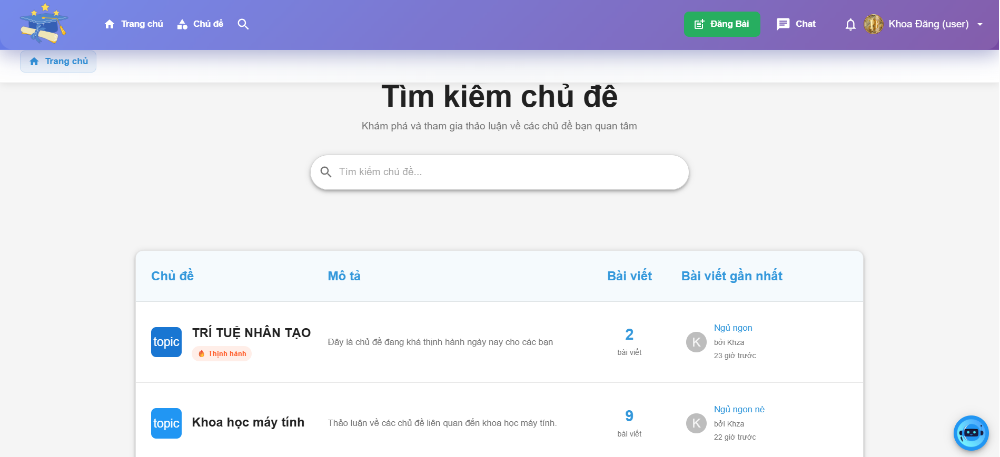 Trang chủ
Chủ đề
Đăng Bài
Chat
Khoa Đăng (user)
Trang chủ
Tìm kiếm chủ đề
Khám phá và tham gia thảo luận về các chủ đề bạn quan tâm
Tìm kiếm chủ đề...
Chủ đề
Mô tả
Bài viết
Bài viết gần nhất
topic
TRÍ TUỆ NHÂN TẠO
Thịnh hành
Đây là chủ đề đang khá thịnh hành ngày nay cho các bạn
2
bài viết
K
Ngủ ngon
bởi Khza
23 giờ trước
topic
Khoa học máy tính
Thảo luận về các chủ đề liên quan đến khoa học máy tính.
9
bài viết
K
Ngủ ngon nè
bởi Khza
22 giờ trước